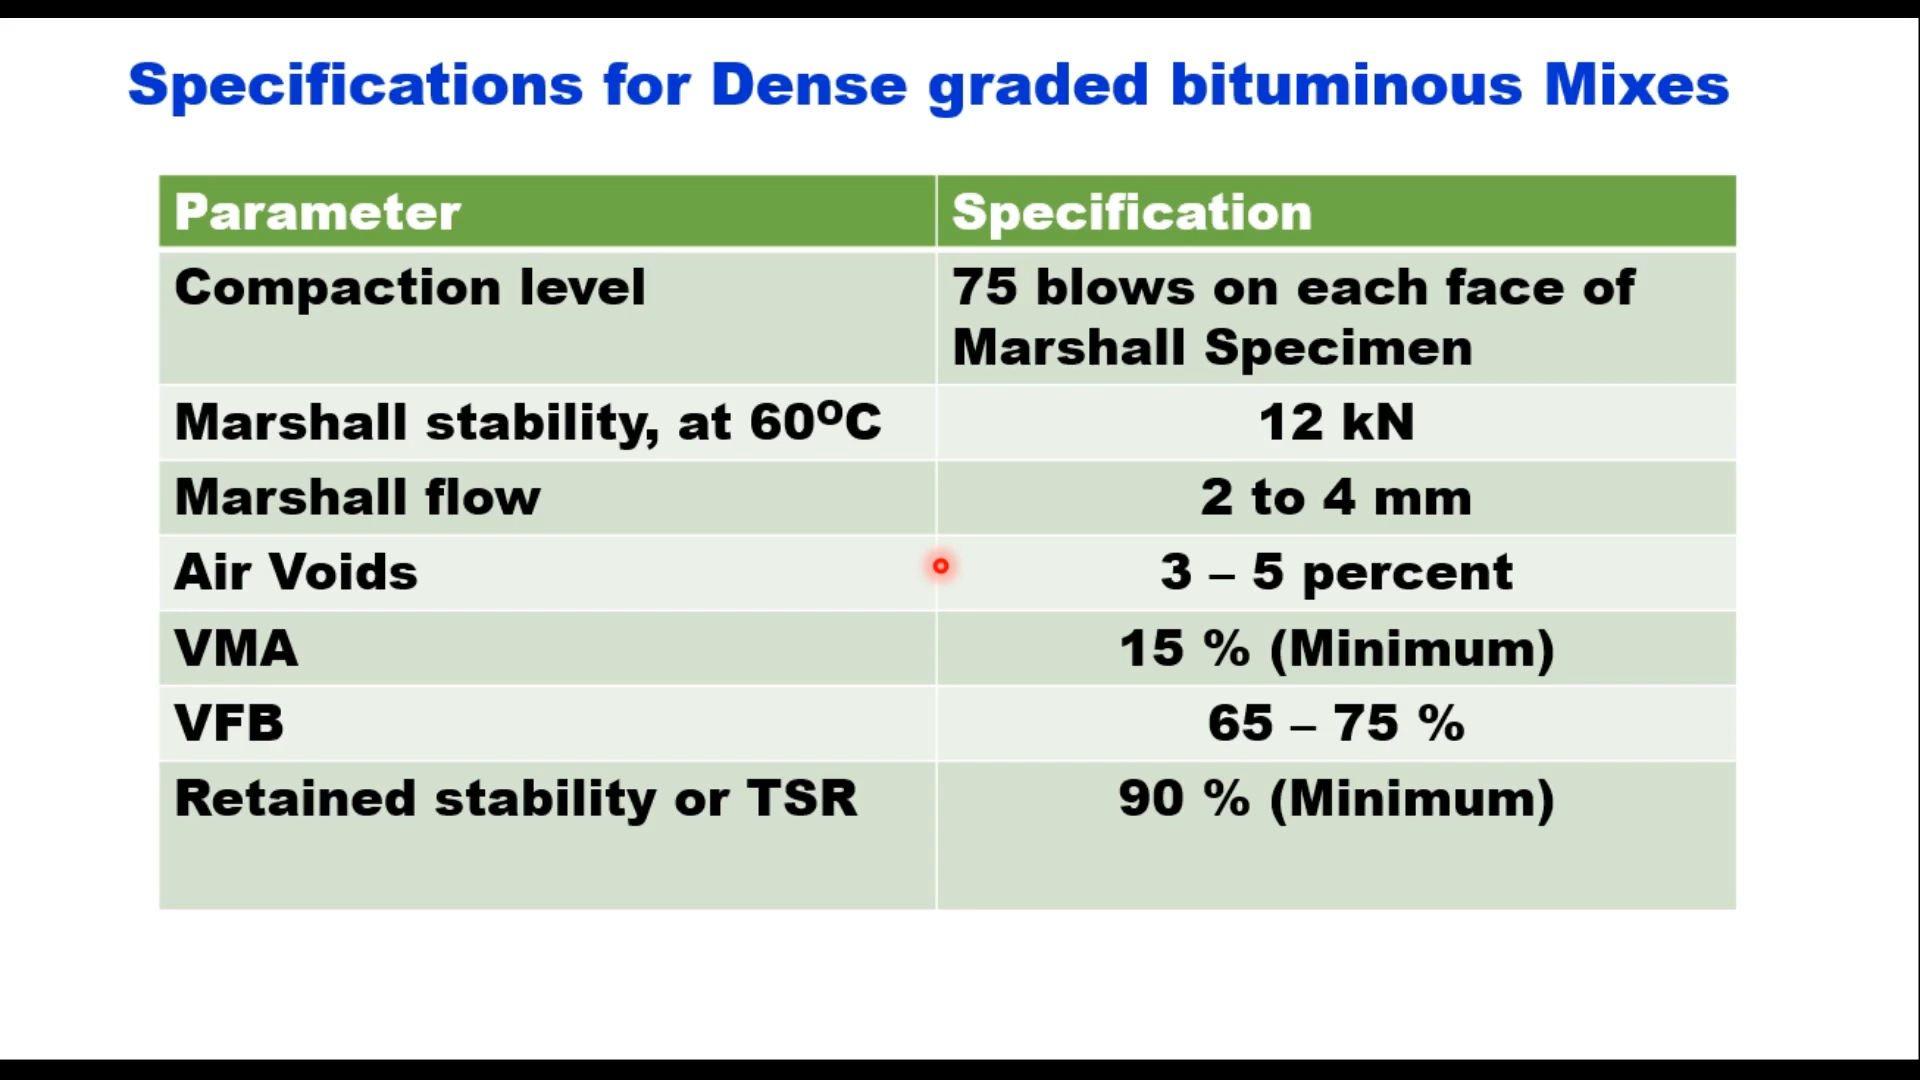 Specifications for Dense graded bituminous Mixes
Parameter
Specification
Compaction level
75 blows on each face of
Marshall Specimen
Marshall stability, at 60ºC
12 kN
Marshall flow
2 to 4 mm
Air Voids
3 – 5 percent
VMA
15 % (Minimum)
VFB
65 – 75 %
Retained stability or TSR
90 % (Minimum)